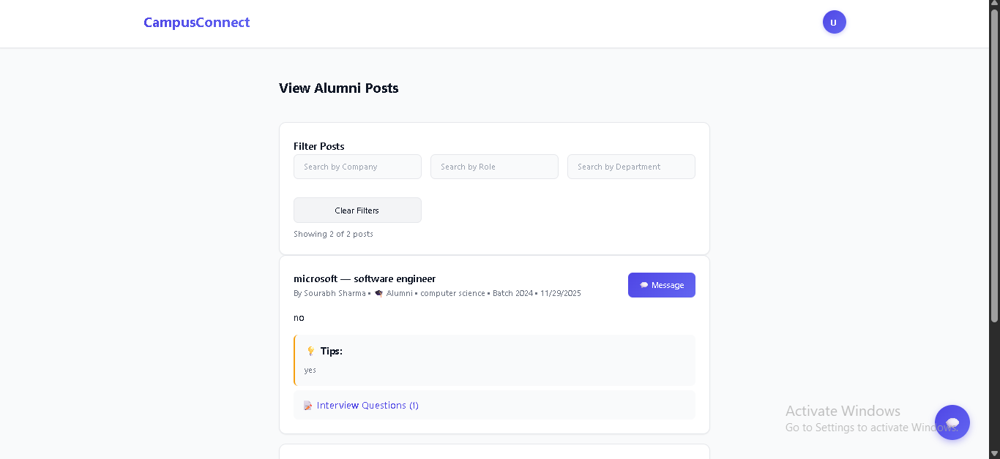 CampusConnect
U
View Alumni Posts
Filter Posts
Search by Company
Search by Role
Search by Department
Clear Filters
Showing 2 of 2 posts
microsoft — software engineer
Message
By Sourabh Sharma • 🎓 Alumni • computer science • Batch 2024 • 11/29/2025
no
💡 Tips:
yes
📝 Interview Questions (1)
Activate Windows
Go to Settings to activate Windows.